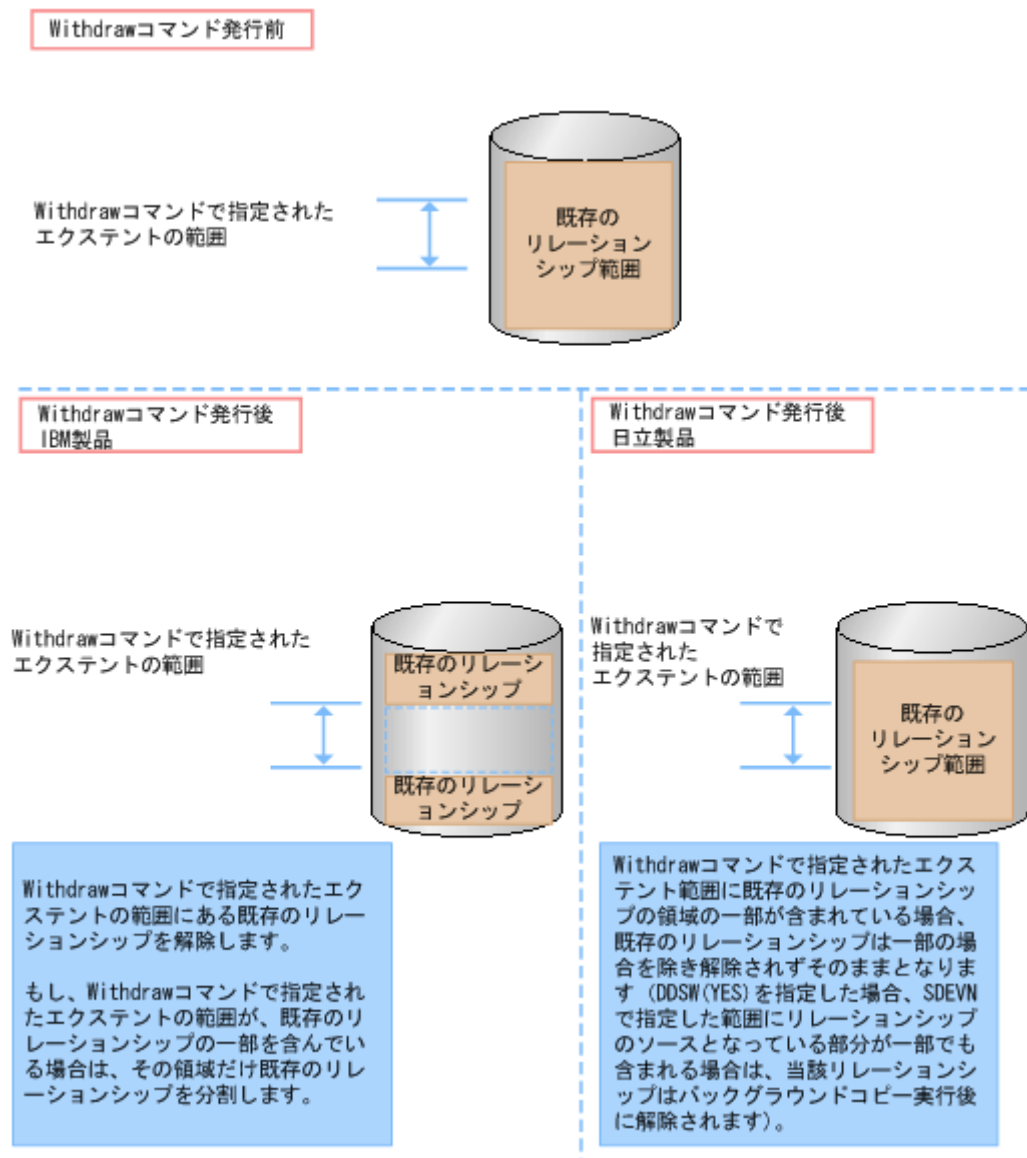 Withdrawコマンド発行前
Withdrawコマンドで指定された
エクステントの範囲
既存の
リレーション
シップ範囲
Withdrawコマンド発行後
IBM製品
Withdrawコマンドで指定された
エクステントの範囲
既存のリレーシ
ョンシップ
既存のリレーシ
ョンシップ
Withdrawコマンドで指定されたエク
ステントの範囲にある既存のリレー
ションシップを解除します。
もし、Withdrawコマンドで指定され
たエクステントの範囲が、既存のリ
レーションシップの一部を含んでい
る場合は、その領域だけ既存のリレ
ーションシップを分割します。
Withdrawコマンド発行後
日立製品
Withdrawコマンドで
指定された
エクステントの範囲
既存の
リレーション
シップ範囲
Withdrawコマンドで指定されたエクス
テント範囲に既存のリレーションシッ
プの領域の一部が含まれている場合、
既存のリレーションシップは一部の場
合を除き解除されずそのままとなりま
す（DDSW(YES)を指定した場合、SDEVN
で指定した範囲にリレーションシップ
のソースとなっている部分が一部でも
含まれる場合は、当該リレーションシ
ップはバックグラウンドコピー実行後
に解除されます）。